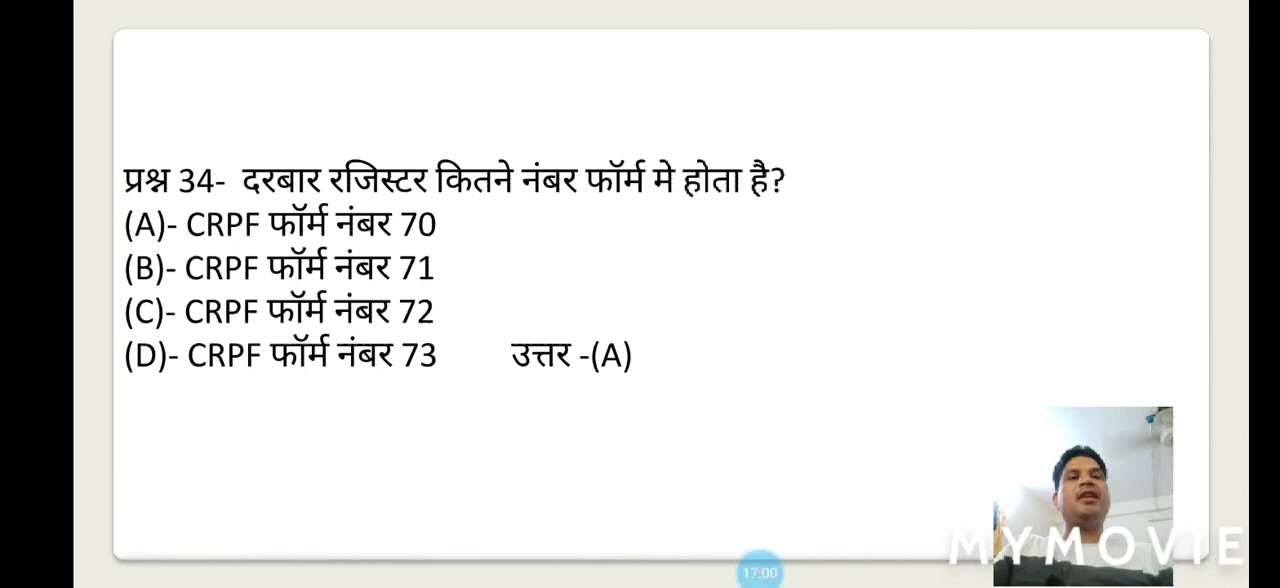 प्रश्न 34- दरबार रजिस्टर कितने नंबर फॉर्म मे होता है?
(A)- CRPF फॉर्म नंबर 70
(B)- CRPF फॉर्म नंबर 71
(C)- CRPF फॉर्म नंबर 72
(D)- CRPF फॉर्म नंबर 73 उत्तर -(A)
MYMOVIE
17:00